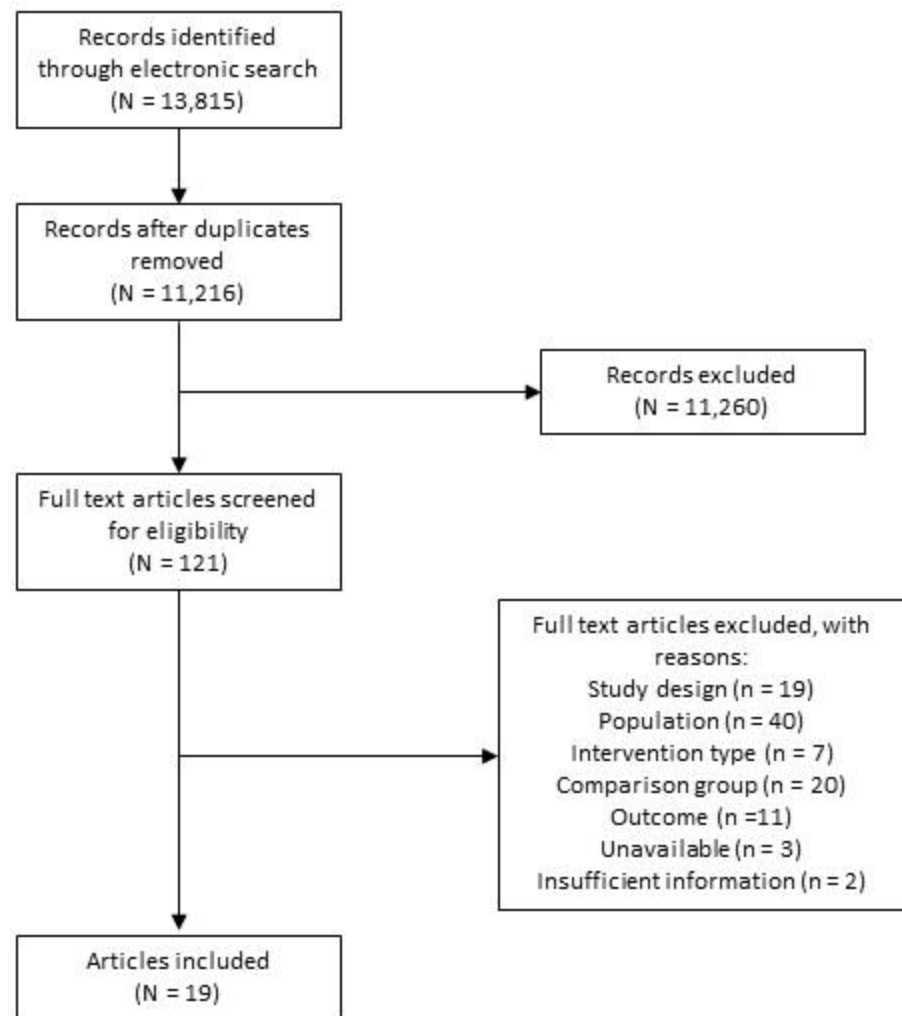 Records identified
through electronic search
(N = 13,815)
Records after duplicates
removed
(N = 11,216)
Records excluded
(N = 11,260)
Full text articles screened
for eligibility
(N = 121)
Full text articles excluded, with
reasons:
Study design (n = 19)
Population (n = 40)
Intervention type (n = 7)
Comparison group (n = 20)
Outcome (n =11)
Unavailable (n = 3)
Insufficient information (n = 2)
Articles included
(N = 19)